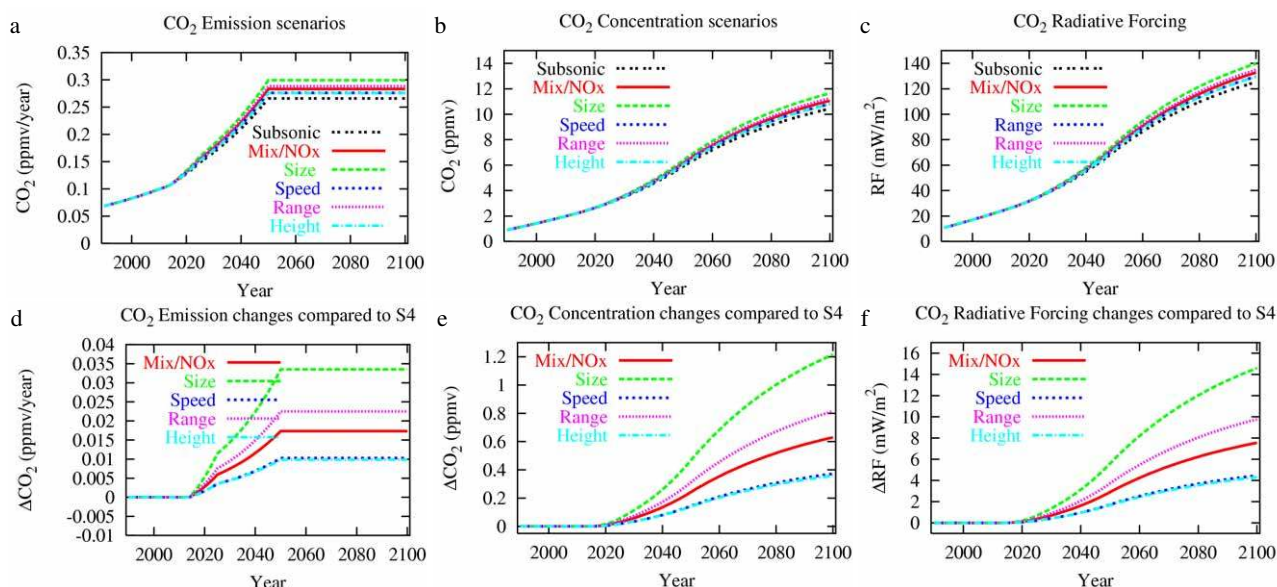 a
CO2 Emission scenarios
0.35
0.3
0.25
0.2
0.15
0.1
0.05
0
CO2 (ppmv/year)
Subsonic
Mix/NOx
Size
Speed
Range
Height
2000 2020 2040 2060 2080 2100
Year
b
CO2 Concentration scenarios
14
12
10
8
6
4
2
0
CO2 (ppmv)
Subsonic
Mix/NOx
Size
Speed
Range
Height
2000 2020 2040 2060 2080 2100
Year
c
CO2 Radiative Forcing
140
120
100
80
60
40
20
0
RF (mW/m2)
Subsonic
Mix/NOx
Size
Range
Range
Height
2000 2020 2040 2060 2080 2100
Year
d
CO2 Emission changes compared to S4
0.035
0.04
0.03
0.025
0.02
0.015
0.01
0.005
0
-0.005
-0.01
ΔCO2 (ppmv/year)
Mix/NOx
Size
Speed
Range
Height
2000 2020 2040 2060 2080 2100
Year
e
CO2 Concentration changes compared to S4
1.2
1
0.8
0.6
0.4
0.2
0
ΔCO2 (ppmv)
Mix/NOx
Size
Speed
Range
Height
2000 2020 2040 2060 2080 2100
Year
f
CO2 Radiative Forcing changes compared to S4
16
14
12
10
8
6
4
2
0
ΔRF (mW/m2)
Mix/NOx
Size
Speed
Range
Height
2000 2020 2040 2060 2080 2100
Year